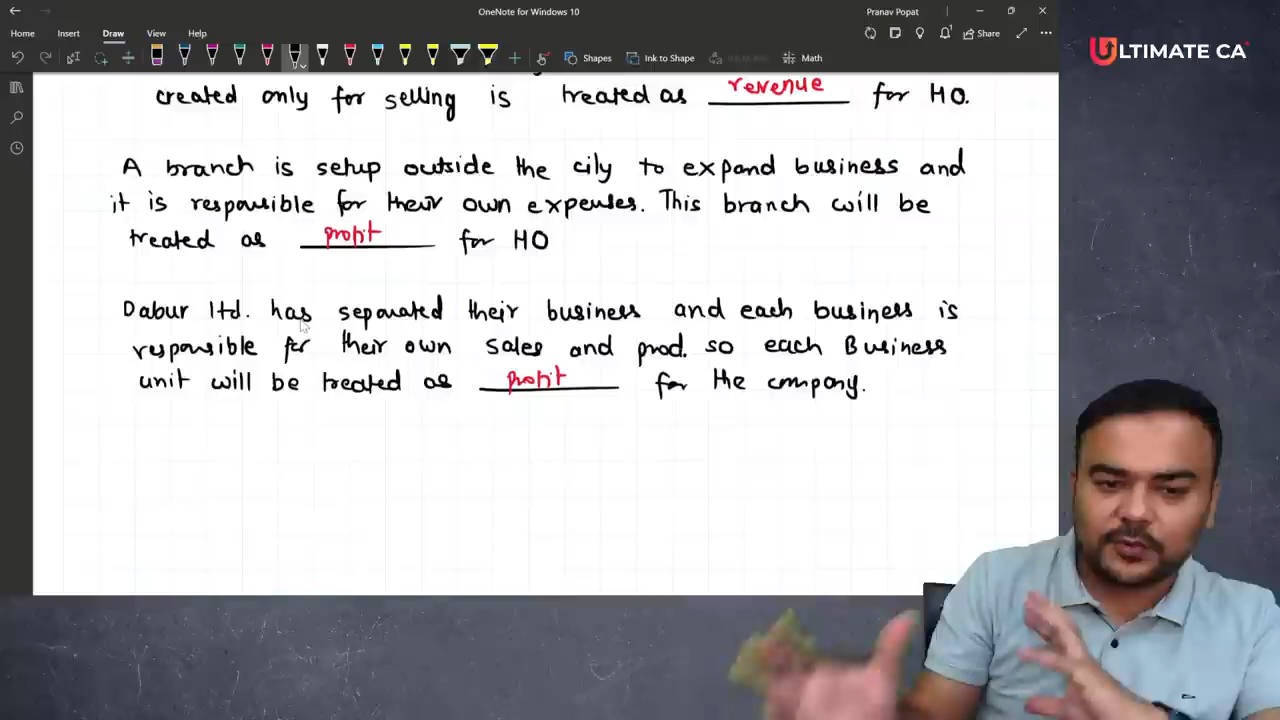 OneNote for Windows 10
Pranav Popat
Home Insert Draw View Help
Share
Shapes Ink to Shape Math
ULTIMATE CA
created only for selling is treated as revenue for HO.
A branch is setup outside the city to expand business and
it is responsible for their own expenses. This branch will be
treated as profit for HO
Dabur ltd. has separated their business and each business is
responsible for their own sales and prod. so each Business
unit will be treated as profit for the company.